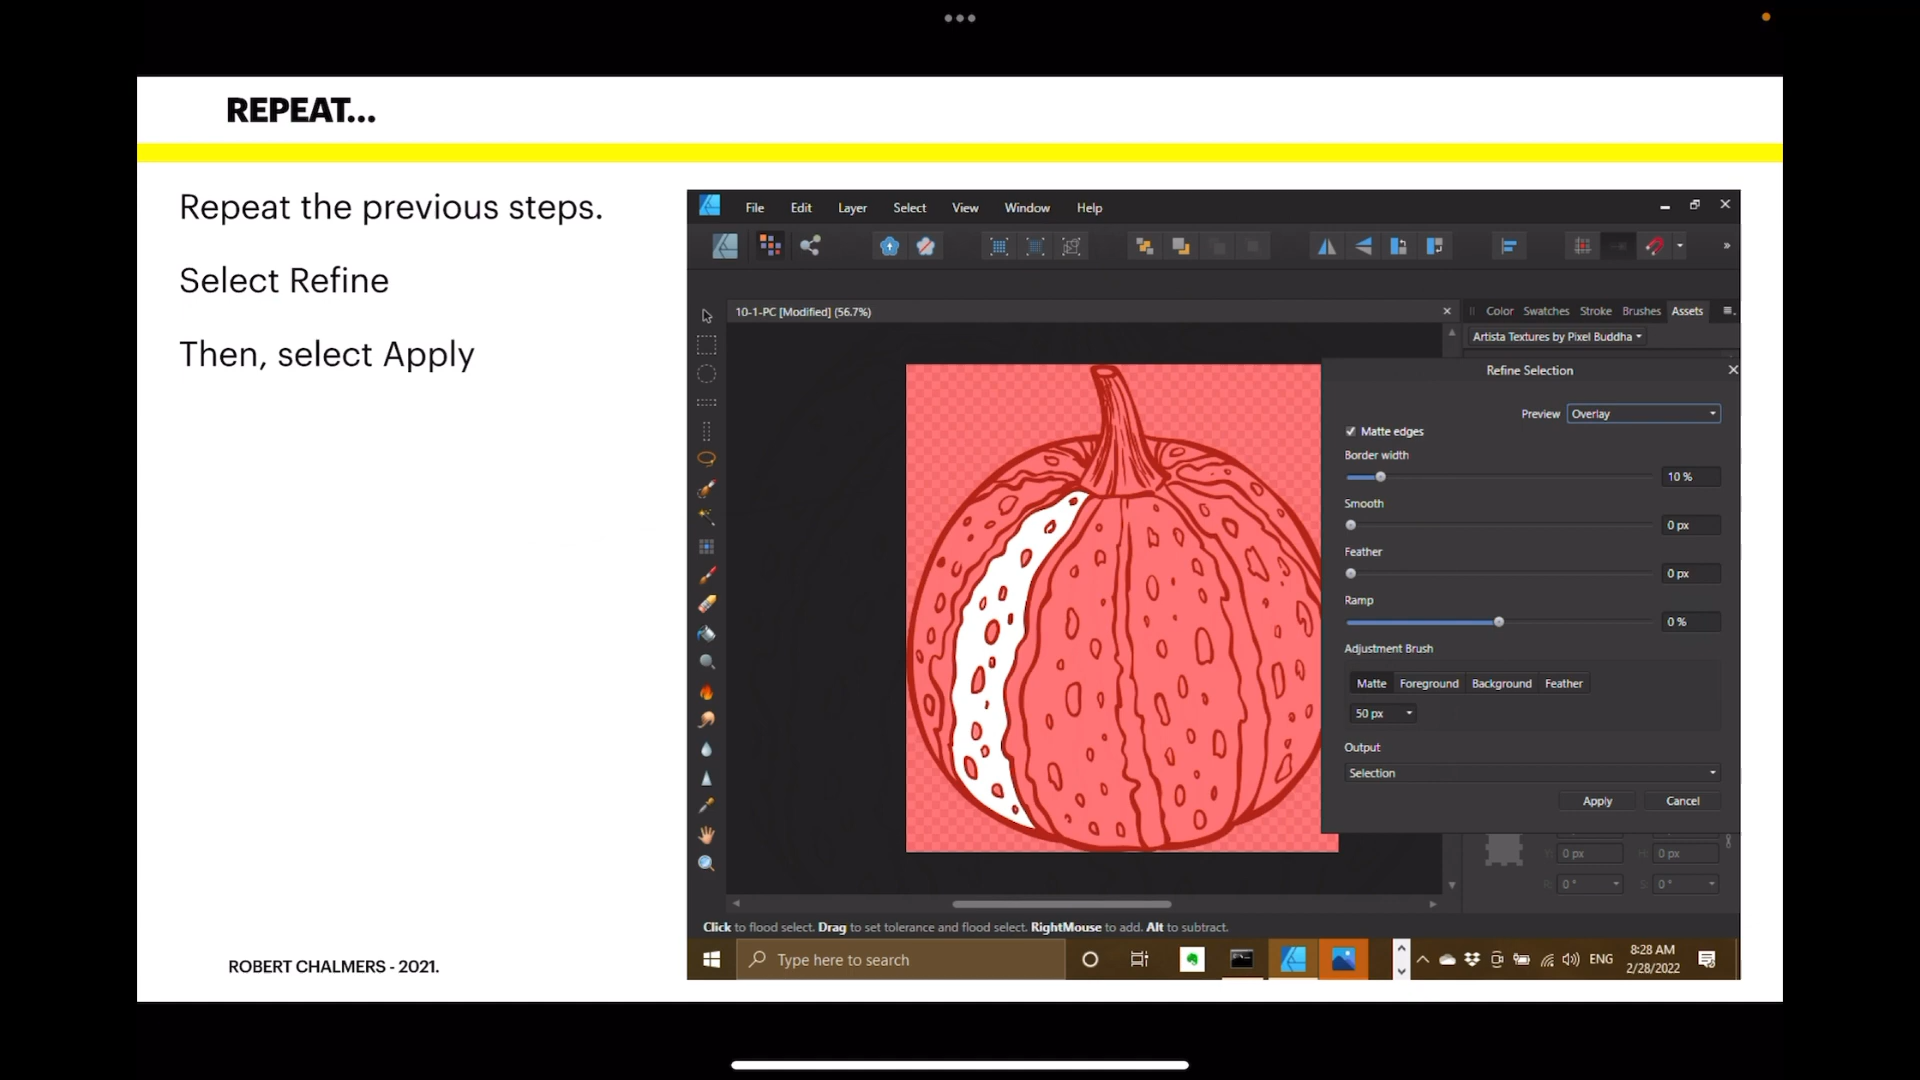 REPEAT...
Repeat the previous steps.
Select Refine
Then, select Apply
File Edit Layer Select View Window Help
10-1-PC [Modified] (56.7%)
Color Swatches Stroke Brushes Assets
Artista Textures by Pixel Buddha
Refine Selection
Preview Overlay
Matte edges
Border width
10 %
Smooth
0 px
Feather
0 px
Ramp
0 %
Adjustment Brush
Matte Foreground Background Feather
50 px
Output
Selection
Apply Cancel
Y: 0 px H: 0 px
R: 0 ° S: 0 °
Click to flood select. Drag to set tolerance and flood select. RightMouse to add. Alt to subtract.
Type here to search
ENG
8:28 AM
2/28/2022
ROBERT CHALMERS - 2021.